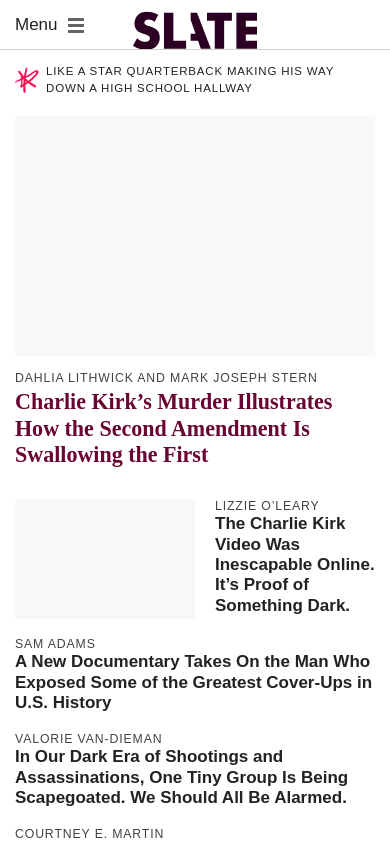 Menu
SLATE
LIKE A STAR QUARTERBACK MAKING HIS WAY
DOWN A HIGH SCHOOL HALLWAY
DAHLIA LITHWICK AND MARK JOSEPH STERN
Charlie Kirk’s Murder Illustrates
How the Second Amendment Is
Swallowing the First
LIZZIE O’LEARY
The Charlie Kirk
Video Was
Inescapable Online.
It’s Proof of
Something Dark.
SAM ADAMS
A New Documentary Takes On the Man Who
Exposed Some of the Greatest Cover-Ups in
U.S. History
VALORIE VAN-DIEMAN
In Our Dark Era of Shootings and
Assassinations, One Tiny Group Is Being
Scapegoated. We Should All Be Alarmed.
COURTNEY E. MARTIN